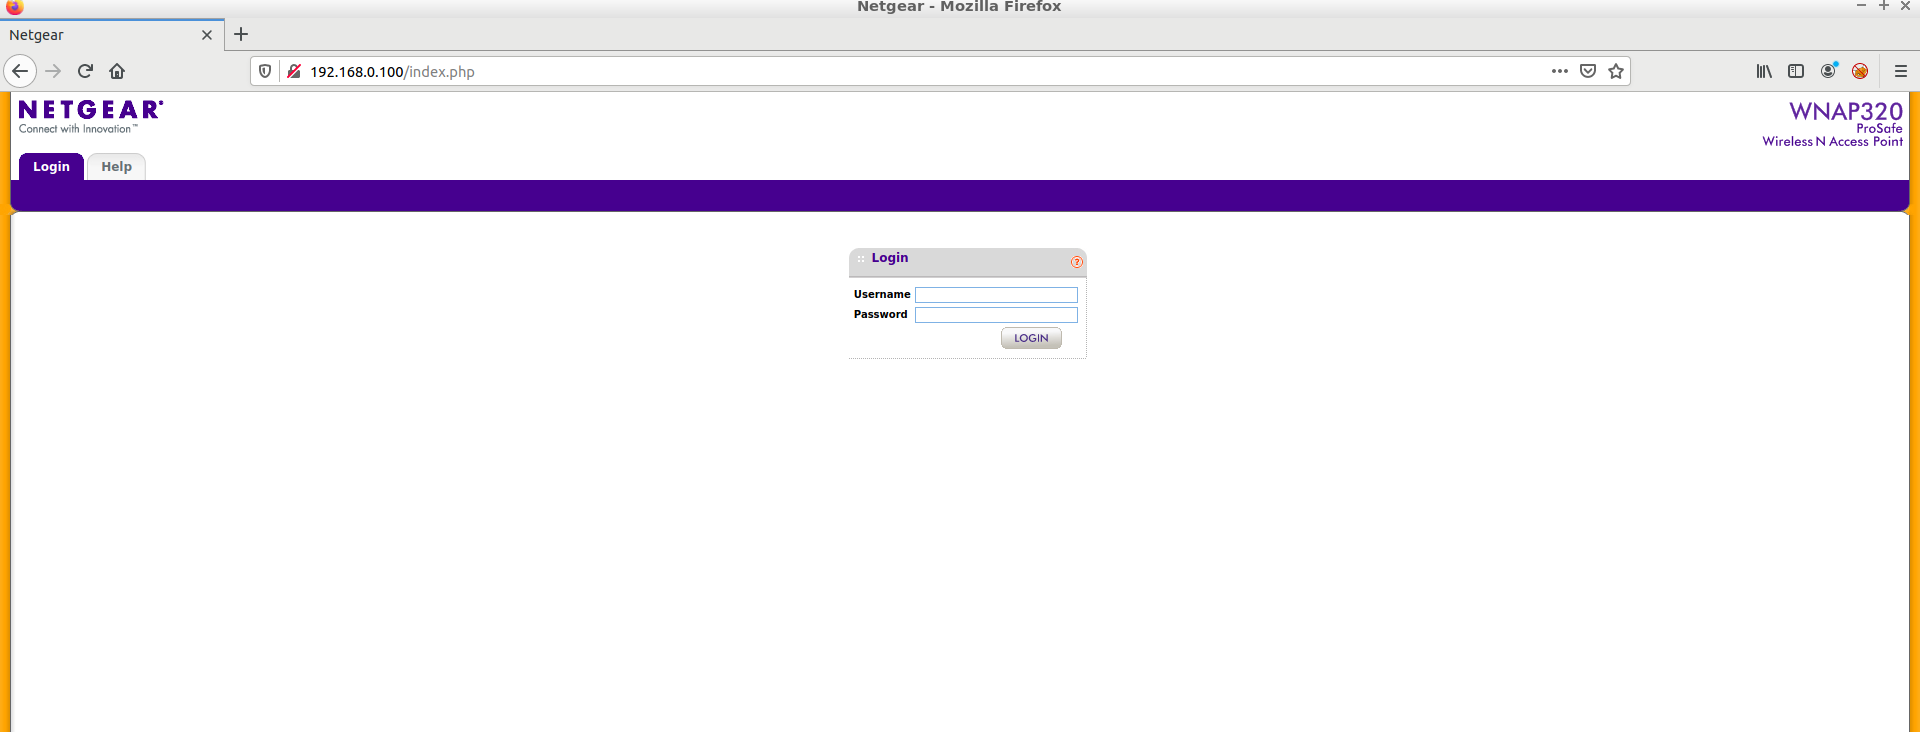 Netgear - Mozilla Firefox
Netgear
192.168.0.100/index.php
NETGEAR®
Connect with Innovation™
WNAP320
ProSafe
Wireless N Access Point
Login Help
Login
?
Username
Password
LOGIN